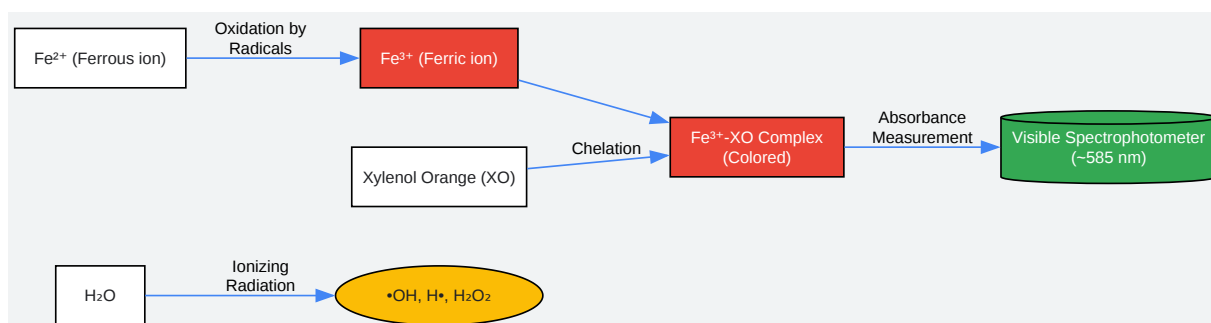 Fe²⁺ (Ferrous ion)
Oxidation by
Radicals
Fe³⁺ (Ferric ion)
Xylenol Orange (XO)
Chelation
Fe³⁺-XO Complex
(Colored)
Absorbance
Measurement
Visible Spectrophotometer
(~585 nm)
H₂O
Ionizing
Radiation
•OH, H•, H₂O₂